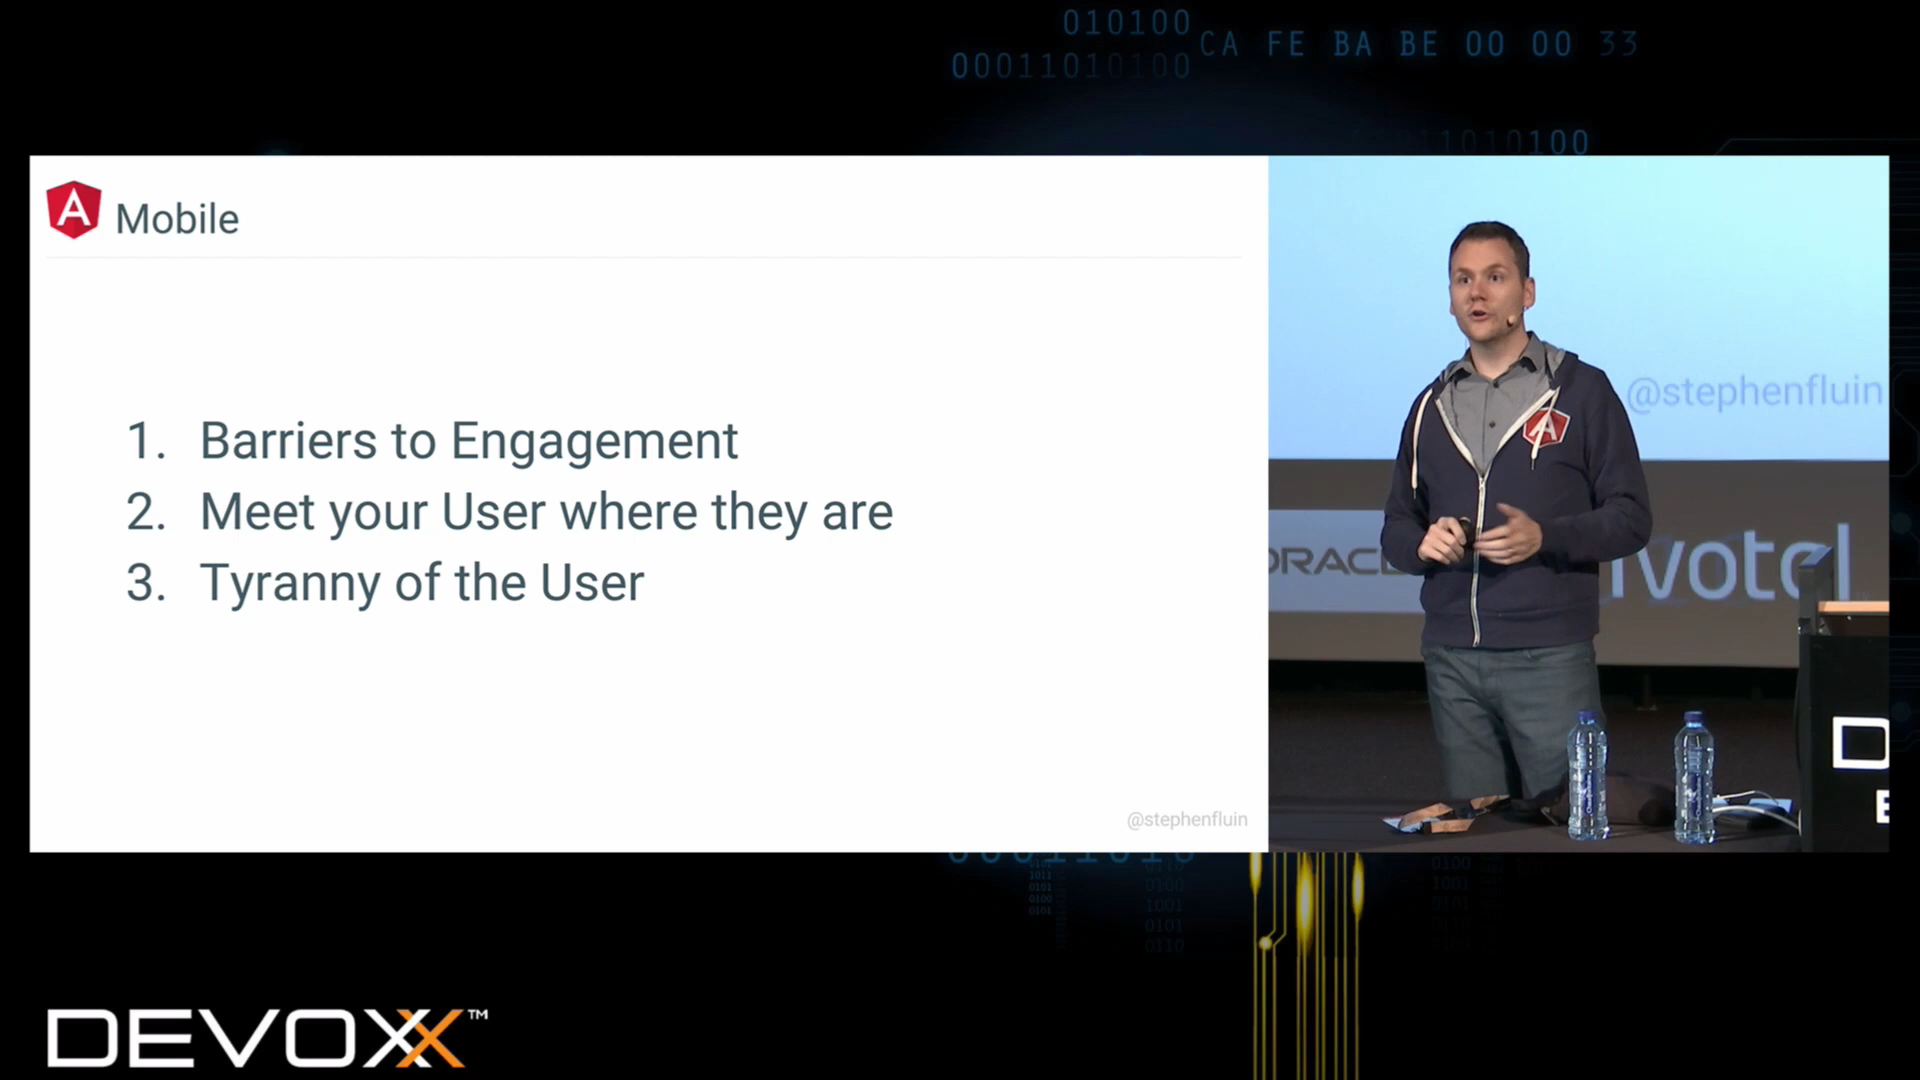 010100
CA FE BA BE 00 00 33
00011010100
1010100
Mobile
1. Barriers to Engagement
2. Meet your User where they are
3. Tyranny of the User
@stephenfluin
@stephenfluin
ORACLE
DEVOXX™